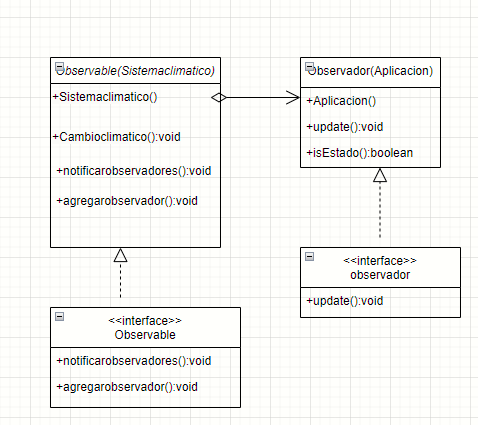 Observable(Sistemaclimatico)
+Sistemaclimatico()
+Cambioclimatico():void
+notificarobservadores():void
+agregarobservador():void
Observador(Aplicacion)
+Aplicacion()
+update():void
+isEstado():boolean
<<interface>>
Observable
+notificarobservadores():void
+agregarobservador():void
<<interface>>
observador
+update():void